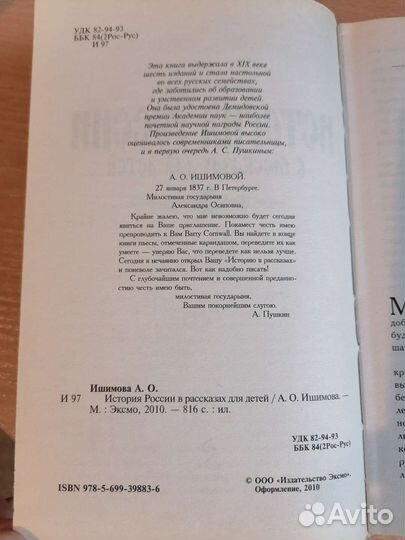 УДК 82-94-93
ББК 84(2Рос-Рус)
И 97
Эта книга выдержала в XIX веке
шесть изданий и стала настольной
во всех русских семействах,
где заботились об образовании
и умственном развитии детей.
Она была удостоена Демидовской
премии Академии наук — наиболее
почетной научной награды России.
Произведение Ишимовой высоко
оценивалось современниками писательницы,
и в первую очередь А. С. Пушкиным:
А. О. ИШИМОВОЙ.
27 января 1837 г. В Петербурге.
Милостивая государыня
Александра Осиповна,
Крайне жалею, что мне невозможно будет сегодня
явиться на Ваше приглашение. Покамест честь имею
препроводить к Вам Barry Cornwall. Вы найдете в конце
книги пьесы, отмеченные карандашом, переведите их как
умеете — уверяю Вас, что переведете как нельзя лучше.
Сегодня я нечаянно открыл Вашу «Историю в рассказах»
и поневоле зачитался. Вот как надобно писать!
С глубочайшим почтением и совершенной преданно-
стию честь имею быть,
милостивая государыня,
Вашим покорнейшим слугою.
А. Пушкин
Ишимова А. О.
И 97 История России в рассказах для детей / А. О. Ишимова. –
М. : Эксмо, 2010. — 816 с. : ил.
УДК 82-94-93
ББК 84(2Рос-Рус)
ISBN 978-5-699-39883-6
© ООО «Издательство Эксмо».
Оформление, 2010
М
доб
буд
ша
кре
бе
Avito